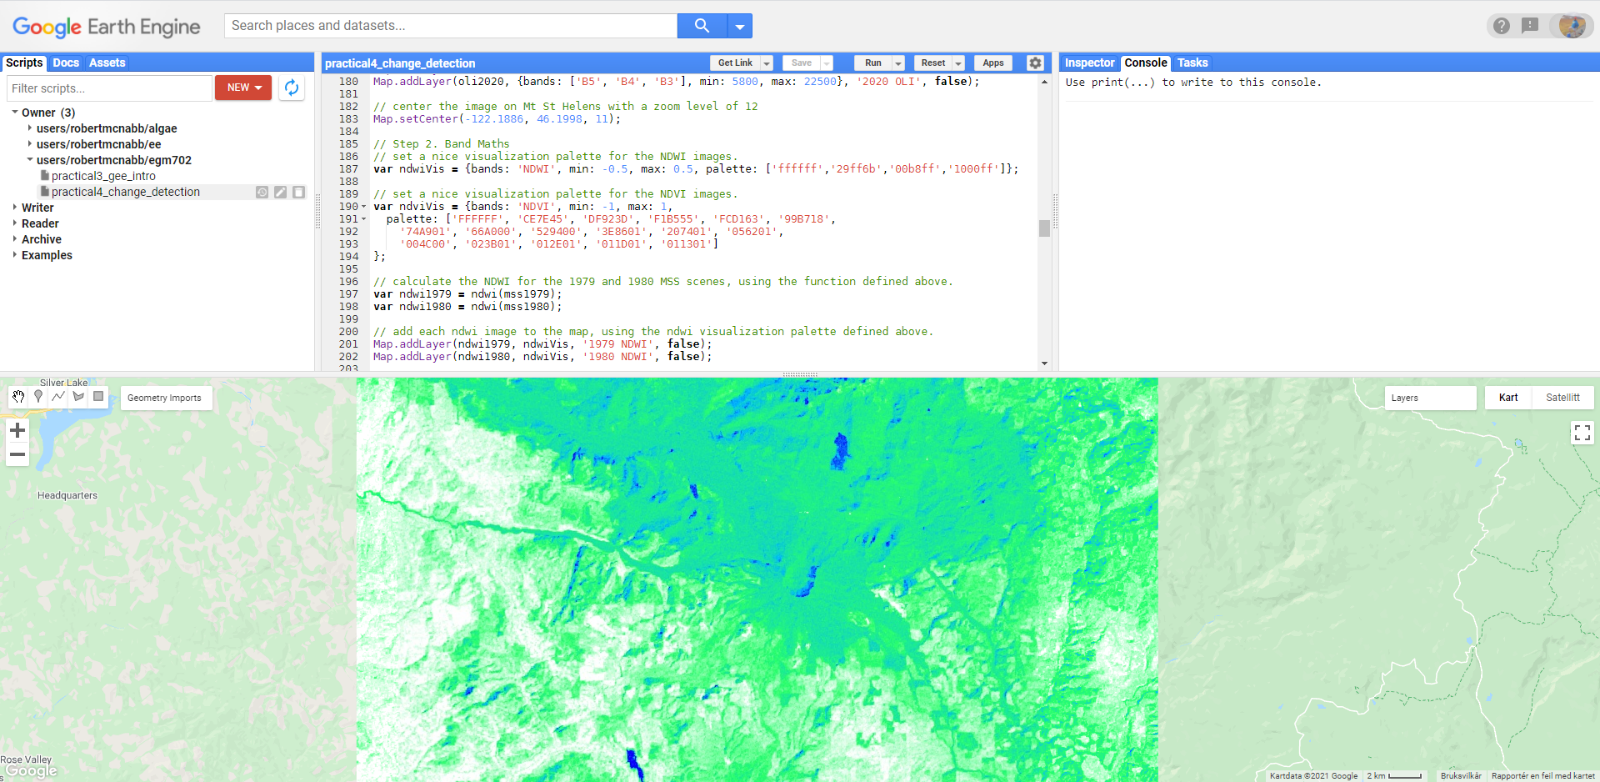 Google Earth Engine
Search places and datasets...
Scripts Docs Assets
Filter scripts...
NEW
Owner (3)
users/robertmcnabb/algae
users/robertmcnabb/ee
users/robertmcnabb/egm702
practical3_gee_intro
practical4_change_detection
Writer
Reader
Archive
Examples
practical4_change_detection
Get Link
Save
Run
Reset
Apps
180 Map.addLayer(oli2020, {bands: ['B5', 'B4', 'B3'], min: 5800, max: 22500}, '2020 OLI', false);
181
182 // center the image on Mt St Helens with a zoom level of 12
183 Map.setCenter(-122.1886, 46.1998, 11);
184
185 // Step 2. Band Maths
186 // set a nice visualization palette for the NDWI images.
187 var ndwiVis = {bands: 'NDWI', min: -0.5, max: 0.5, palette: ['ffffff','29ff6b','00b8ff','1000ff']};
188
189 // set a nice visualization palette for the NDVI images.
190 var ndviVis = {bands: 'NDVI', min: -1, max: 1,
191 palette: ['FFFFFF', 'CE7E45', 'DF923D', 'F1B555', 'FCD163', '99B718',
192 '74A901', '66A000', '529400', '3E8601', '207401', '056201',
193 '004C00', '023B01', '012E01', '011D01', '011301']
194 };
195
196 // calculate the NDWI for the 1979 and 1980 MSS scenes, using the function defined above.
197 var ndwi1979 = ndwi(mss1979);
198 var ndwi1980 = ndwi(mss1980);
199
200 // add each ndwi image to the map, using the ndwi visualization palette defined above.
201 Map.addLayer(ndwi1979, ndwiVis, '1979 NDWI', false);
202 Map.addLayer(ndwi1980, ndwiVis, '1980 NDWI', false);
203
Inspector Console Tasks
Use print(...) to write to this console.
Silver Lake
Geometry Imports
Headquarters
Rose Valley
Google
Layers
Kart
Satellitt
Kartdata ©2021 Google
2 km
Bruksvilkår
Rapportér en feil med kartet